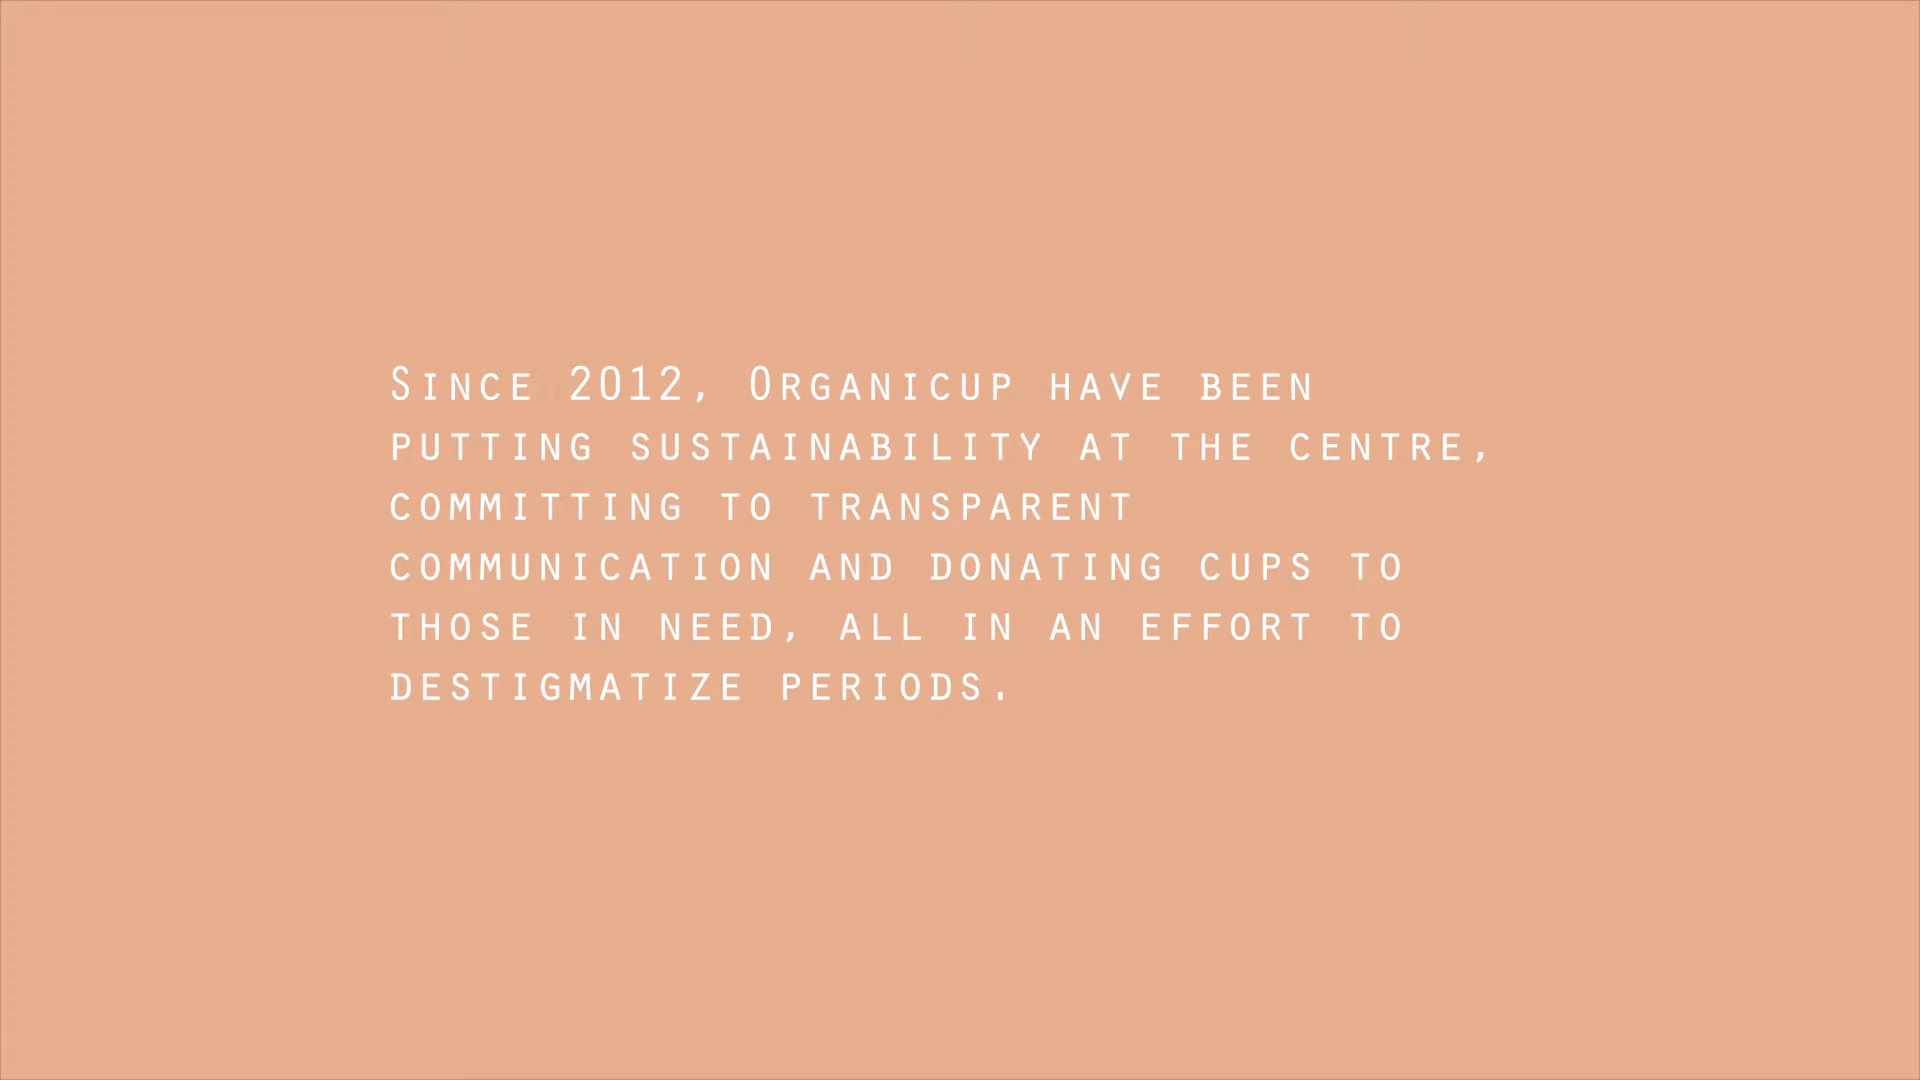 Since 2012, Organicup have been
putting sustainability at the centre,
committing to transparent
communication and donating cups to
those in need, all in an effort to
destigmatize periods.